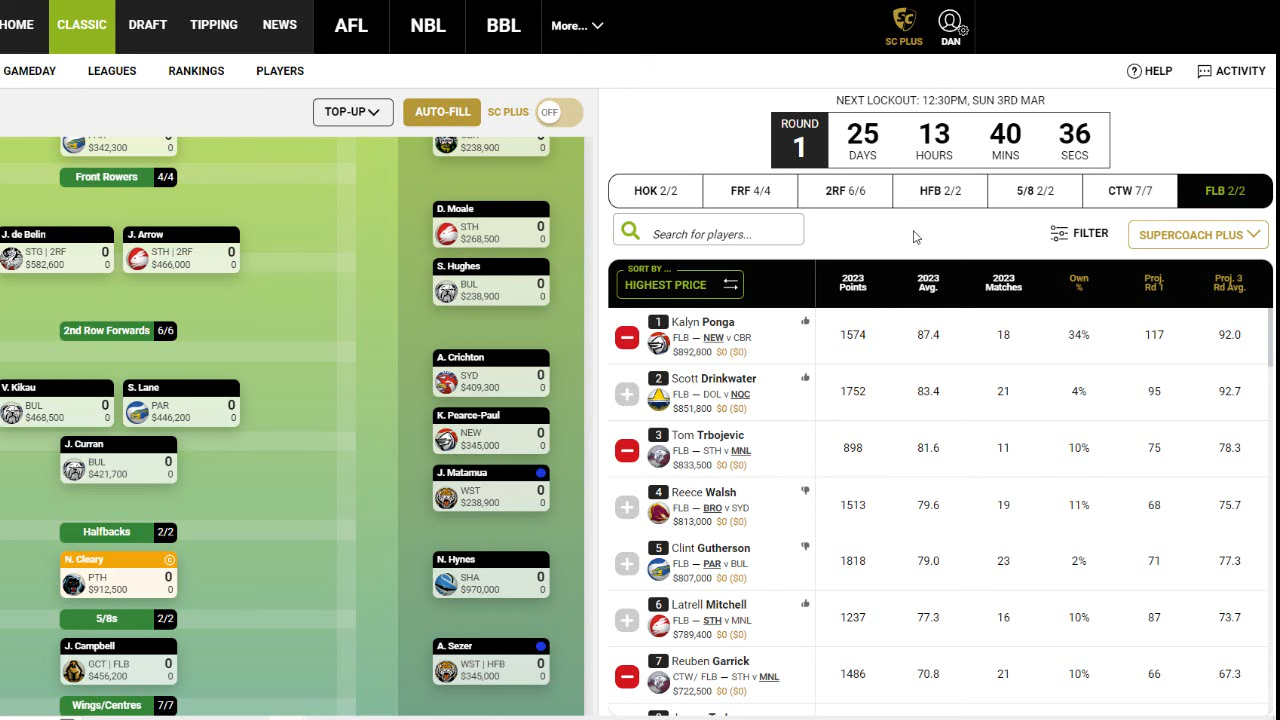 HOME
CLASSIC
DRAFT
TIPPING
NEWS
AFL
NBL
BBL
More...
SC
SC PLUS
DAN
GAMEDAY
LEAGUES
RANKINGS
PLAYERS
HELP
ACTIVITY
TOP-UP
AUTO-FILL
SC PLUS
OFF
$342,300
0
$238,900
0
Front Rowers 4/4
J. de Belin
STG | 2RF 0
$582,600 0
J. Arrow
STH | 2RF 0
$466,000 0
D. Moale
STH 0
$268,500 0
S. Hughes
BUL 0
$238,900 0
2nd Row Forwards 6/6
V. Kikau
BUL 0
$468,500 0
S. Lane
PAR 0
$446,200 0
J. Curran
BUL 0
$421,700 0
A. Crichton
SYD 0
$409,300 0
K. Pearce-Paul
NEW 0
$345,000 0
J. Matamua
WST 0
$238,900 0
Halfbacks 2/2
N. Cleary C
PTH 0
$912,500 0
N. Hynes
SHA 0
$970,000 0
5/8s 2/2
J. Campbell
GCT | FLB 0
$456,200 0
A. Sezer
WST | HFB 0
$345,000 0
Wings/Centres 7/7
NEXT LOCKOUT: 12:30PM, SUN 3RD MAR
ROUND
1
25
DAYS
13
HOURS
40
MINS
36
SECS
HOK 2/2
FRF 4/4
2RF 6/6
HFB 2/2
5/8 2/2
CTW 7/7
FLB 2/2
Search for players...
FILTER
SUPERCOACH PLUS
SORT BY ...
HIGHEST PRICE
2023 Points
2023 Avg.
2023 Matches
Own %
Proj. Rd 1
Proj. 3 Rd Avg.
1 Kalyn Ponga
FLB — NEW v CBR
$892,800 $0 ($0)
1574 87.4 18 34% 117 92.0
2 Scott Drinkwater
FLB — DOL v NOC
$851,800 $0 ($0)
1752 83.4 21 4% 95 92.7
3 Tom Trbojevic
FLB — STH v MNL
$833,500 $0 ($0)
898 81.6 11 10% 75 78.3
4 Reece Walsh
FLB — BRO v SYD
$813,000 $0 ($0)
1513 79.6 19 11% 68 75.7
5 Clint Gutherson
FLB — PAR v BUL
$807,000 $0 ($0)
1818 79.0 23 2% 71 77.3
6 Latrell Mitchell
FLB — STH v MNL
$789,400 $0 ($0)
1237 77.3 16 10% 87 73.7
7 Reuben Garrick
CTW/ FLB — STH v MNL
$722,500 $0 ($0)
1486 70.8 21 10% 66 67.3